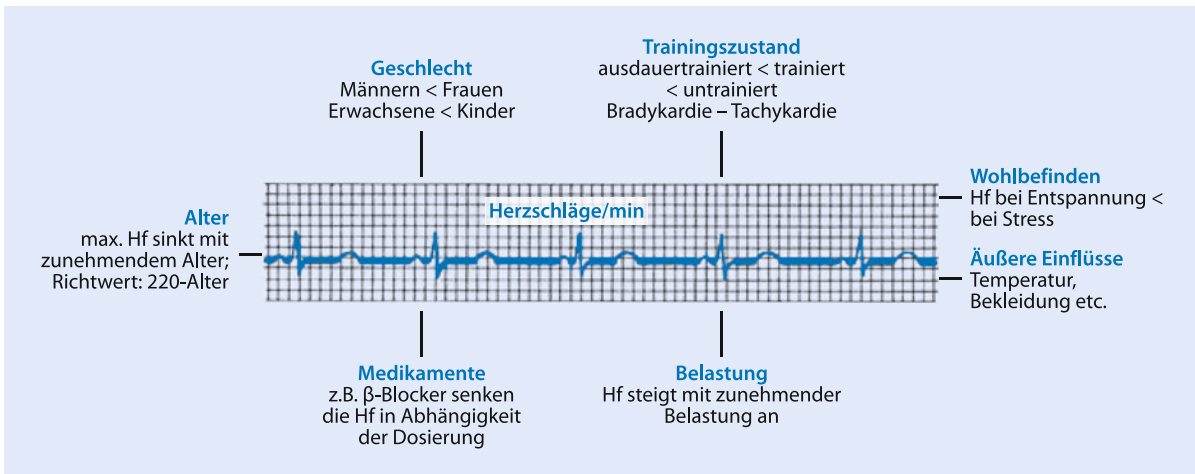 Geschlecht
Männern < Frauen
Erwachsene < Kinder
Trainingszustand
ausdauertrainiert < trainiert
< untrainiert
Bradykardie – Tachykardie
Alter
max. Hf sinkt mit
zunehmendem Alter;
Richtwert: 220-Alter
Herzschläge/min
Wohlbefinden
Hf bei Entspannung <
bei Stress
Äußere Einflüsse
Temperatur,
Bekleidung etc.
Medikamente
z.B. β-Blocker senken
die Hf in Abhängigkeit
der Dosierung
Belastung
Hf steigt mit zunehmender
Belastung an